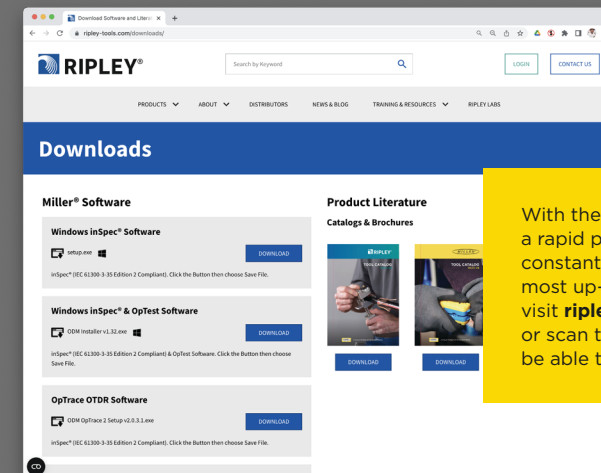 Download Software and Litera
ripley-tools.com/downloads/
RIPLEY®
Search by Keyword
LOGIN
CONTACT US
PRODUCTS
ABOUT
DISTRIBUTORS
NEWS & BLOG
TRAINING & RESOURCES
RIPLEY LABS
Downloads
Miller® Software
Windows inSpec® Software
setup.exe
DOWNLOAD
inSpec® (IEC 61300-3-35 Edition 2 Compliant). Click the Button then choose Save File.
Windows inSpec® & OpTest Software
ODM Installer v1.32.exe
DOWNLOAD
inSpec® (IEC 61300-3-35 Edition 2 Compliant) & OpTest Software. Click the Button then choose
Save File.
OpTrace OTDR Software
ODM OpTrace 2 Setup v2.0.3.1.exe
DOWNLOAD
inSpec® (IEC 61300-3-35 Edition 2 Compliant). Click the Button then choose Save File.
Product Literature
Catalogs & Brochures
RIPLEY
TOOL CATALOG
DOWNLOAD
MILLER
TOOL CATALOG
DOWNLOAD
With the
a rapid p
constant
most up-
visit riple
or scan t
be able t